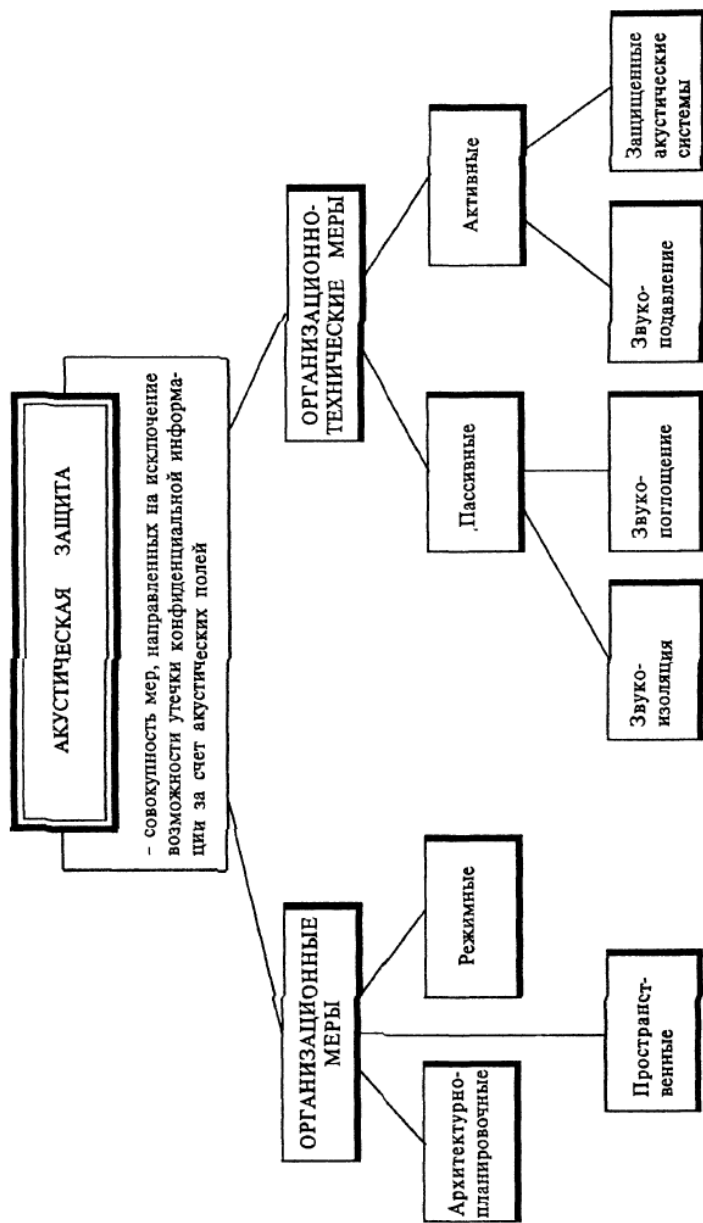 АКУСТИЧЕСКАЯ ЗАЩИТА
– совокупность мер, направленных на исключение
возможности утечки конфиденциальной информа-
ции за счет акустических полей
ОРГАНИЗАЦИОННЫЕ
МЕРЫ
ОРГАНИЗАЦИОННО-
ТЕХНИЧЕСКИЕ МЕРЫ
Архитектурно-
планировочные
Режимные
Пассивные
Активные
Пространст-
венные
Звуко-
изоляция
Звуко-
поглощение
Звуко-
подавление
Защищенные
акустические
системы